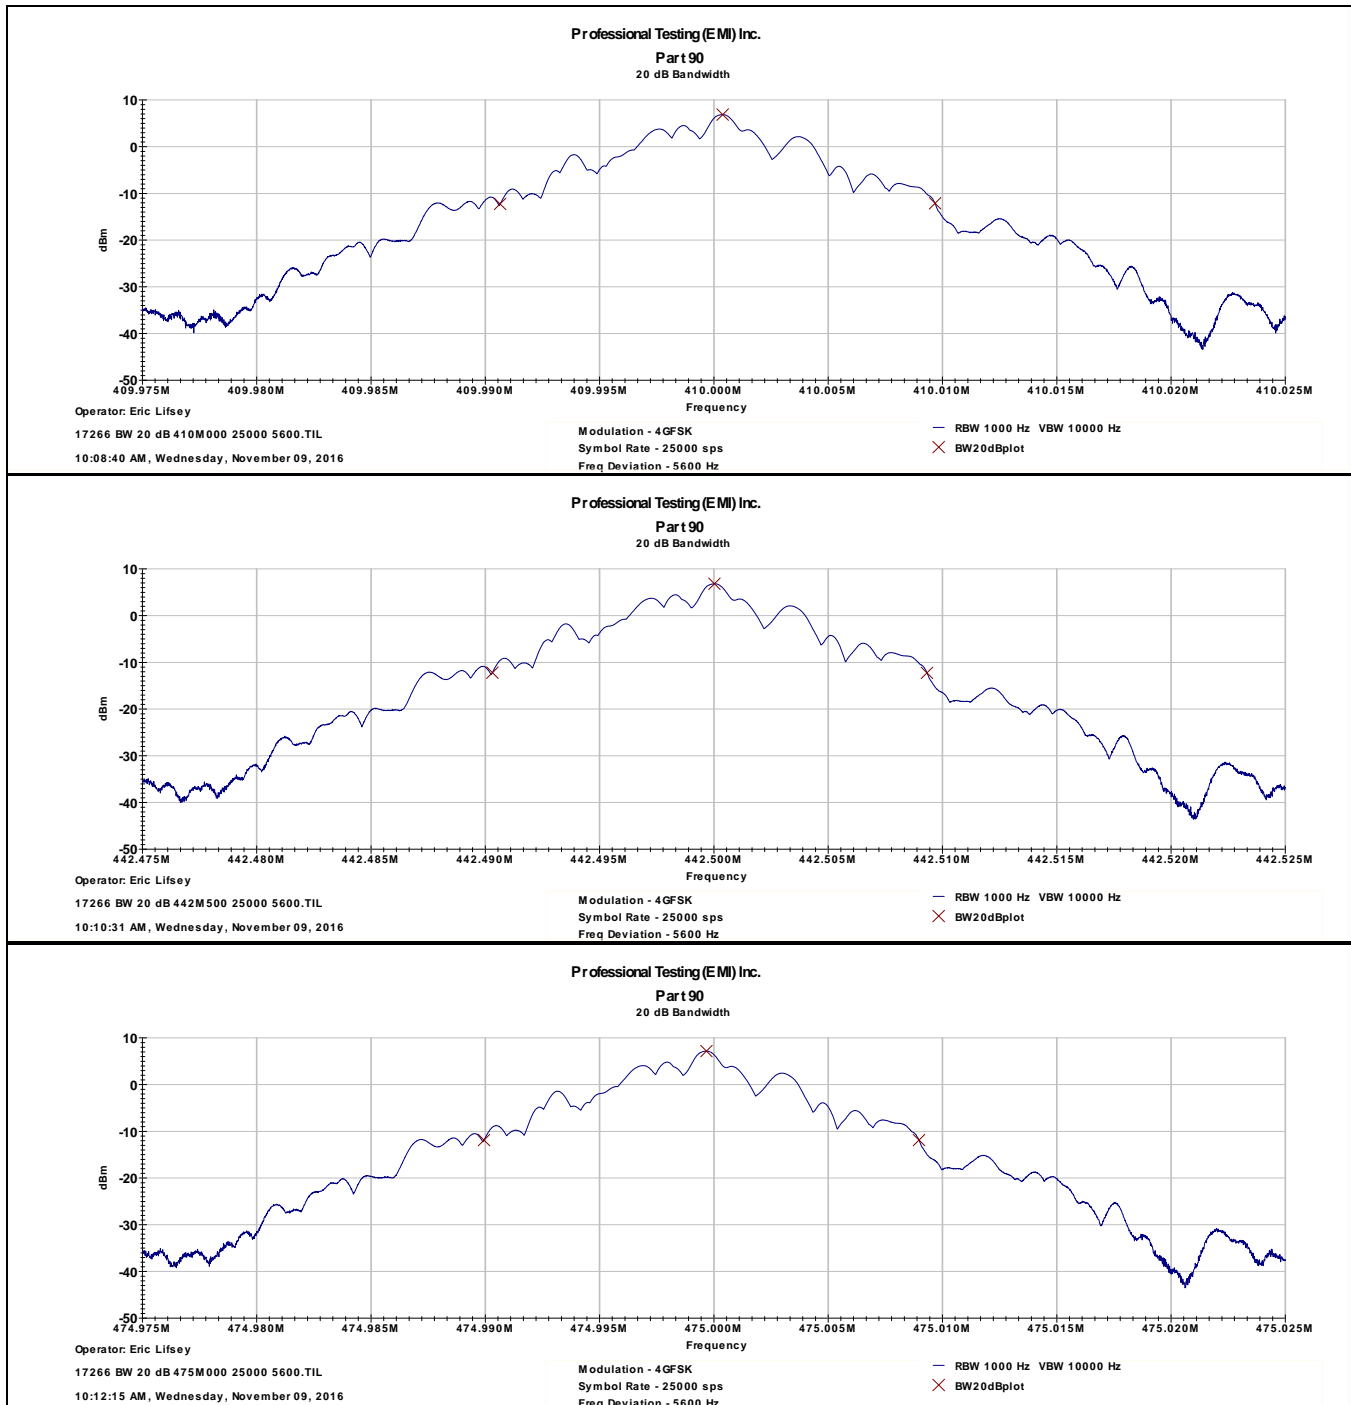 Professional Testing (EMI) Inc.
Part 90
20 dB Bandwidth
10
0
-10
-20
-30
-40
-50
dBm
409.975M 409.980M 409.985M 409.990M 409.995M 410.000M 410.005M 410.010M 410.015M 410.020M 410.025M
Frequency
Operator: Eric Lifsey
17266 BW 20 dB 410M000 25000 5600.TIL
10:08:40 AM, Wednesday, November 09, 2016
Modulation - 4GFSK
Symbol Rate - 25000 sps
Freq Deviation - 5600 Hz
RBW 1000 Hz VBW 10000 Hz
BW20dBplot
Professional Testing (EMI) Inc.
Part 90
20 dB Bandwidth
10
0
-10
-20
-30
-40
-50
dBm
442.475M 442.480M 442.485M 442.490M 442.495M 442.500M 442.505M 442.510M 442.515M 442.520M 442.525M
Frequency
Operator: Eric Lifsey
17266 BW 20 dB 442M500 25000 5600.TIL
10:10:31 AM, Wednesday, November 09, 2016
Modulation - 4GFSK
Symbol Rate - 25000 sps
Freq Deviation - 5600 Hz
RBW 1000 Hz VBW 10000 Hz
BW20dBplot
Professional Testing (EMI) Inc.
Part 90
20 dB Bandwidth
10
0
-10
-20
-30
-40
-50
dBm
474.975M 474.980M 474.985M 474.990M 474.995M 475.000M 475.005M 475.010M 475.015M 475.020M 475.025M
Frequency
Operator: Eric Lifsey
17266 BW 20 dB 475M000 25000 5600.TIL
10:12:15 AM, Wednesday, November 09, 2016
Modulation - 4GFSK
Symbol Rate - 25000 sps
Freq Deviation - 5600 Hz
RBW 1000 Hz VBW 10000 Hz
BW20dBplot